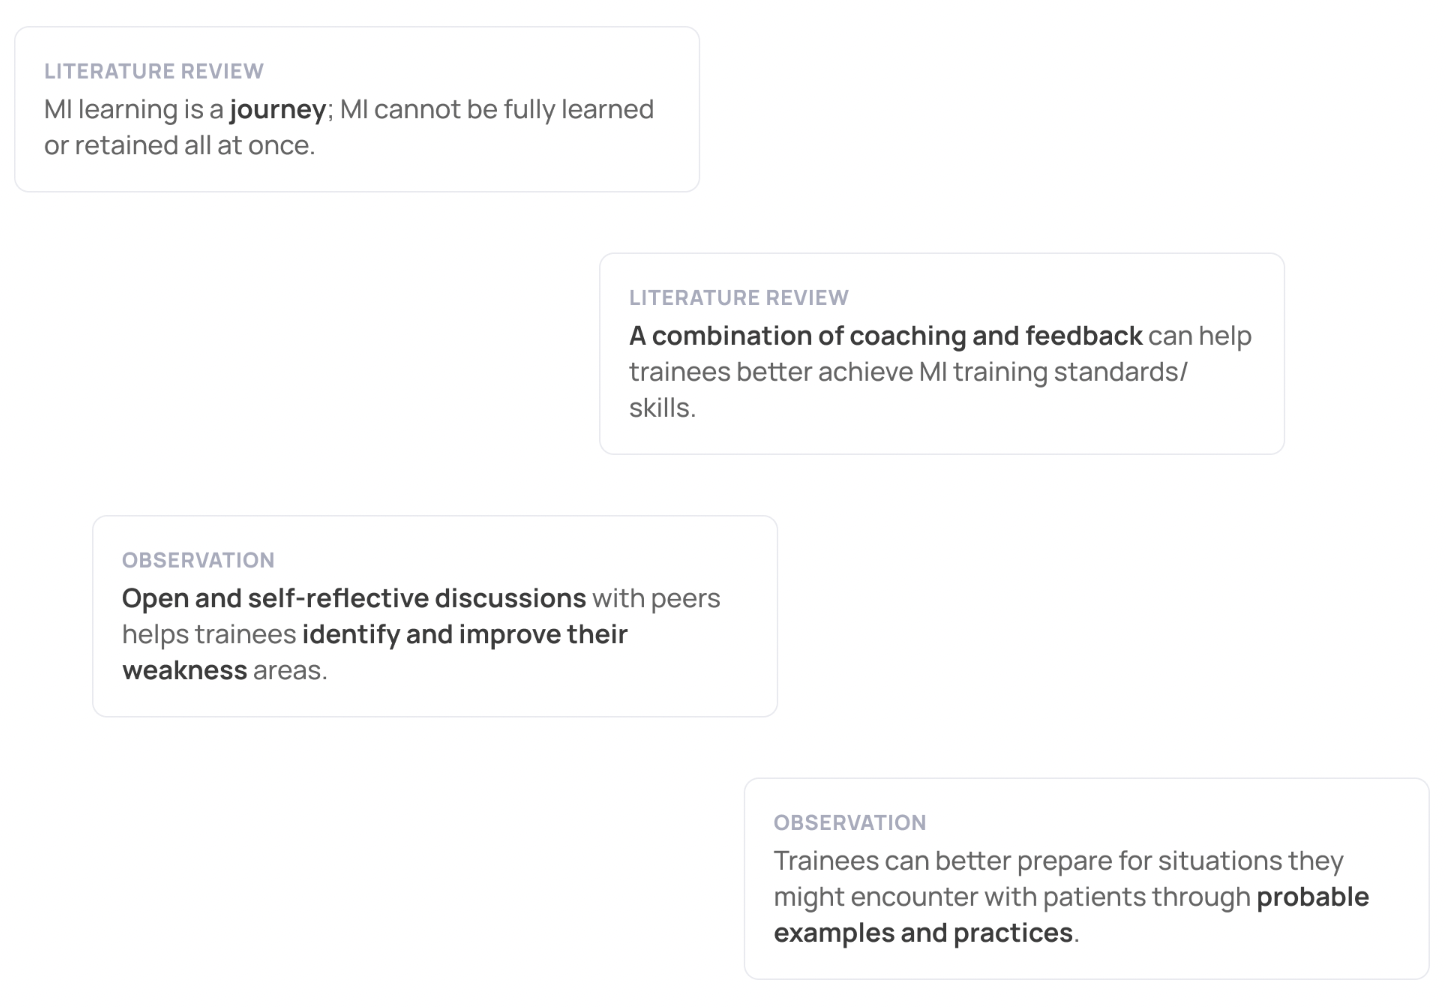 LITERATURE REVIEW
MI learning is a journey; MI cannot be fully learned
or retained all at once.
LITERATURE REVIEW
A combination of coaching and feedback can help
trainees better achieve MI training standards/
skills.
OBSERVATION
Open and self-reflective discussions with peers
helps trainees identify and improve their
weakness areas.
OBSERVATION
Trainees can better prepare for situations they
might encounter with patients through probable
examples and practices.